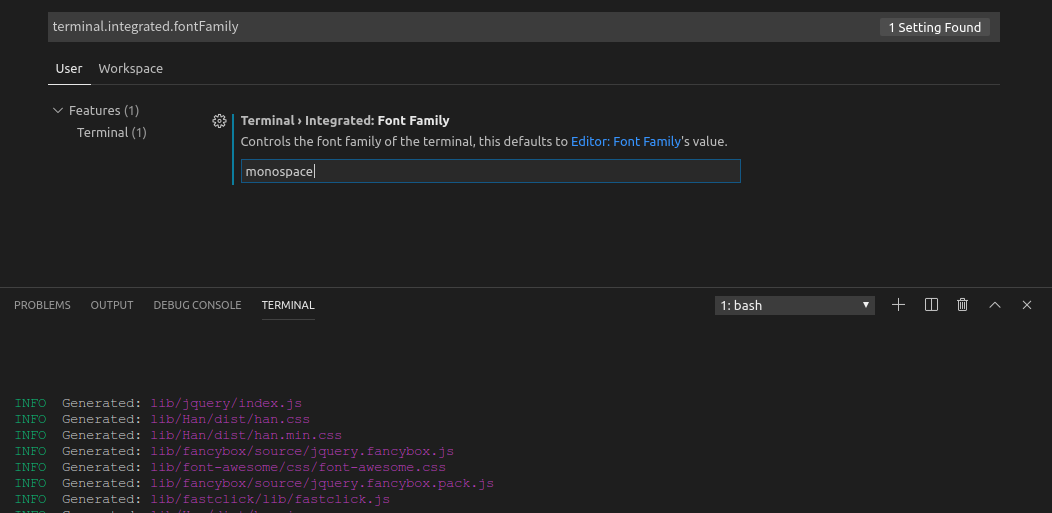 terminal.integrated.fontFamily
1 Setting Found
User Workspace
Features (1)
Terminal (1)
Terminal › Integrated: Font Family
Controls the font family of the terminal, this defaults to Editor: Font Family's value.
monospace
PROBLEMS OUTPUT DEBUG CONSOLE TERMINAL
1: bash
INFO Generated: lib/jquery/index.js
INFO Generated: lib/Han/dist/han.css
INFO Generated: lib/Han/dist/han.min.css
INFO Generated: lib/fancybox/source/jquery.fancybox.js
INFO Generated: lib/font-awesome/css/font-awesome.css
INFO Generated: lib/fancybox/source/jquery.fancybox.pack.js
INFO Generated: lib/fastclick/lib/fastclick.js